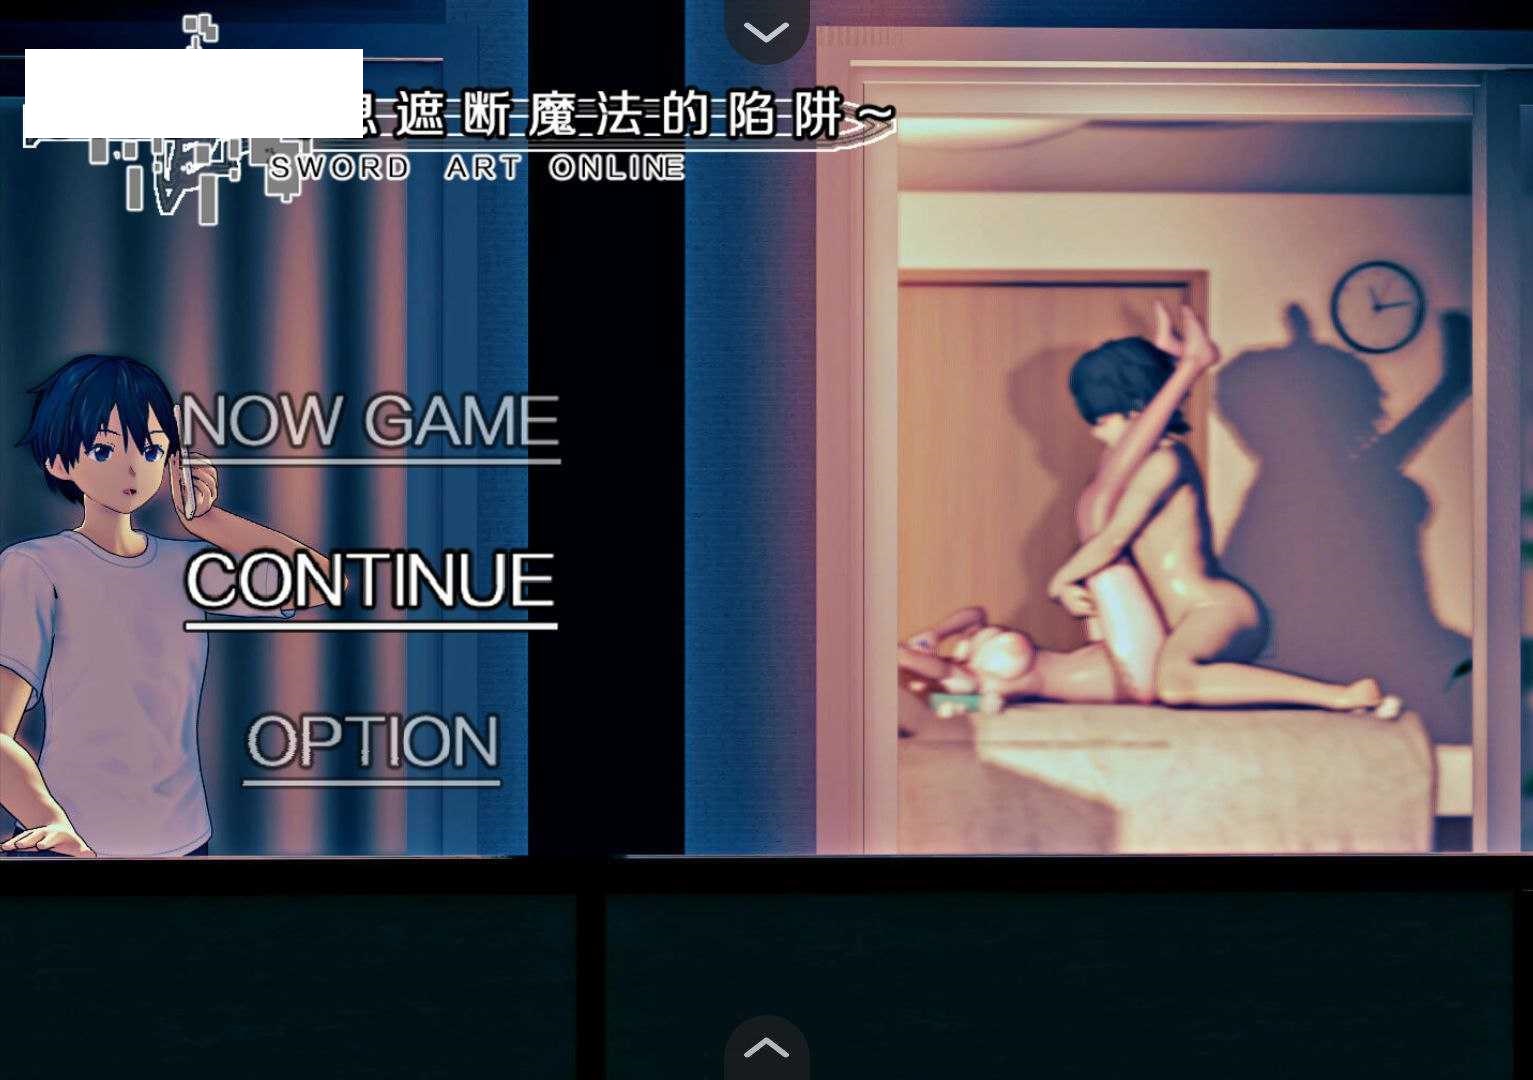 遮断魔法的陷阱~
SWORD ART ONLINE
NOW GAME
CONTINUE
OPTION